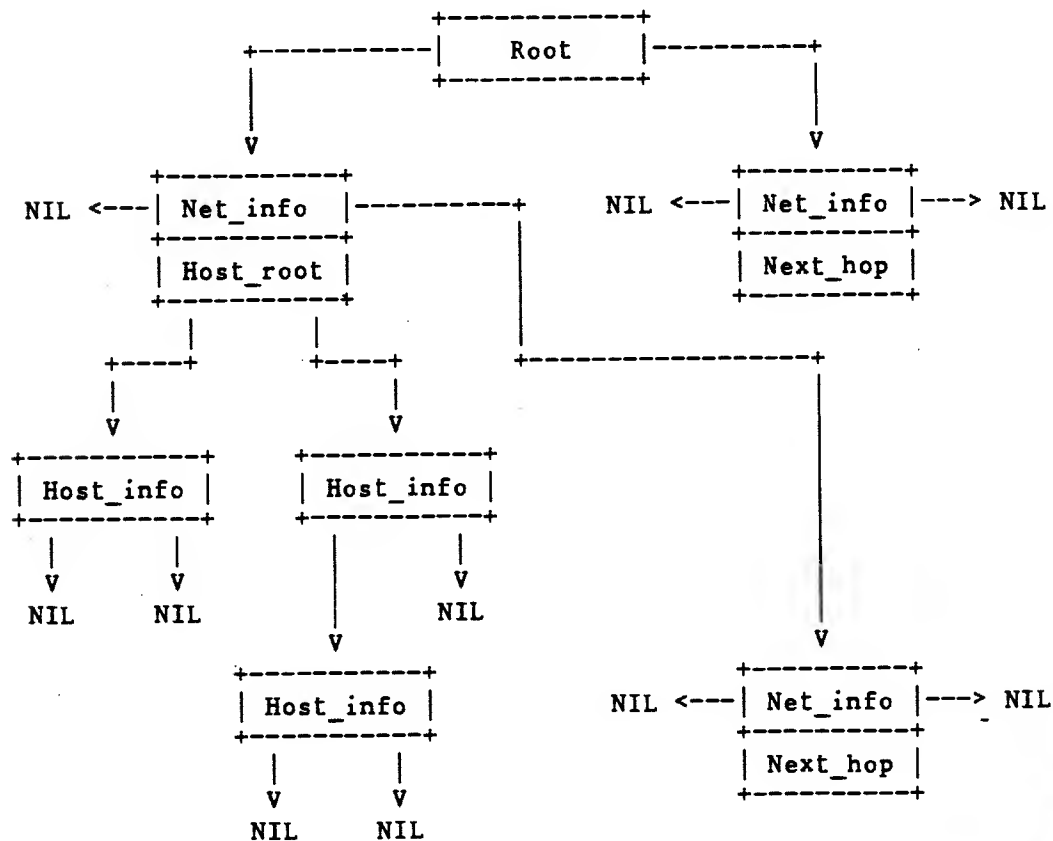 Root
NIL Net_info NIL Net_info NIL
Host_root Next_hop
Host_info Host_info
NIL NIL NIL
Host_info NIL Net_info NIL
Next_hop
NIL NIL